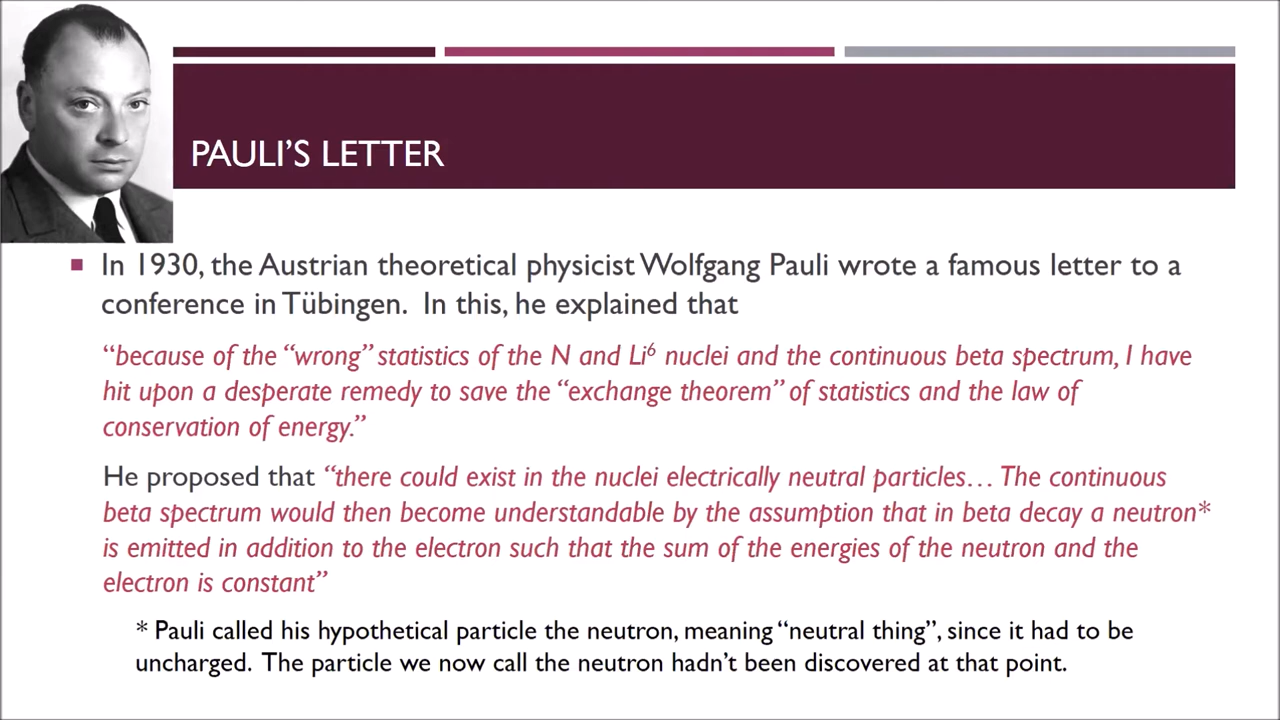 PAULI’S LETTER
In 1930, the Austrian theoretical physicist Wolfgang Pauli wrote a famous letter to a
conference in Tübingen. In this, he explained that
“because of the “wrong” statistics of the N and Li⁶ nuclei and the continuous beta spectrum, I have
hit upon a desperate remedy to save the “exchange theorem” of statistics and the law of
conservation of energy.”
He proposed that “there could exist in the nuclei electrically neutral particles… The continuous
beta spectrum would then become understandable by the assumption that in beta decay a neutron*
is emitted in addition to the electron such that the sum of the energies of the neutron and the
electron is constant”
* Pauli called his hypothetical particle the neutron, meaning “neutral thing”, since it had to be
uncharged. The particle we now call the neutron hadn’t been discovered at that point.